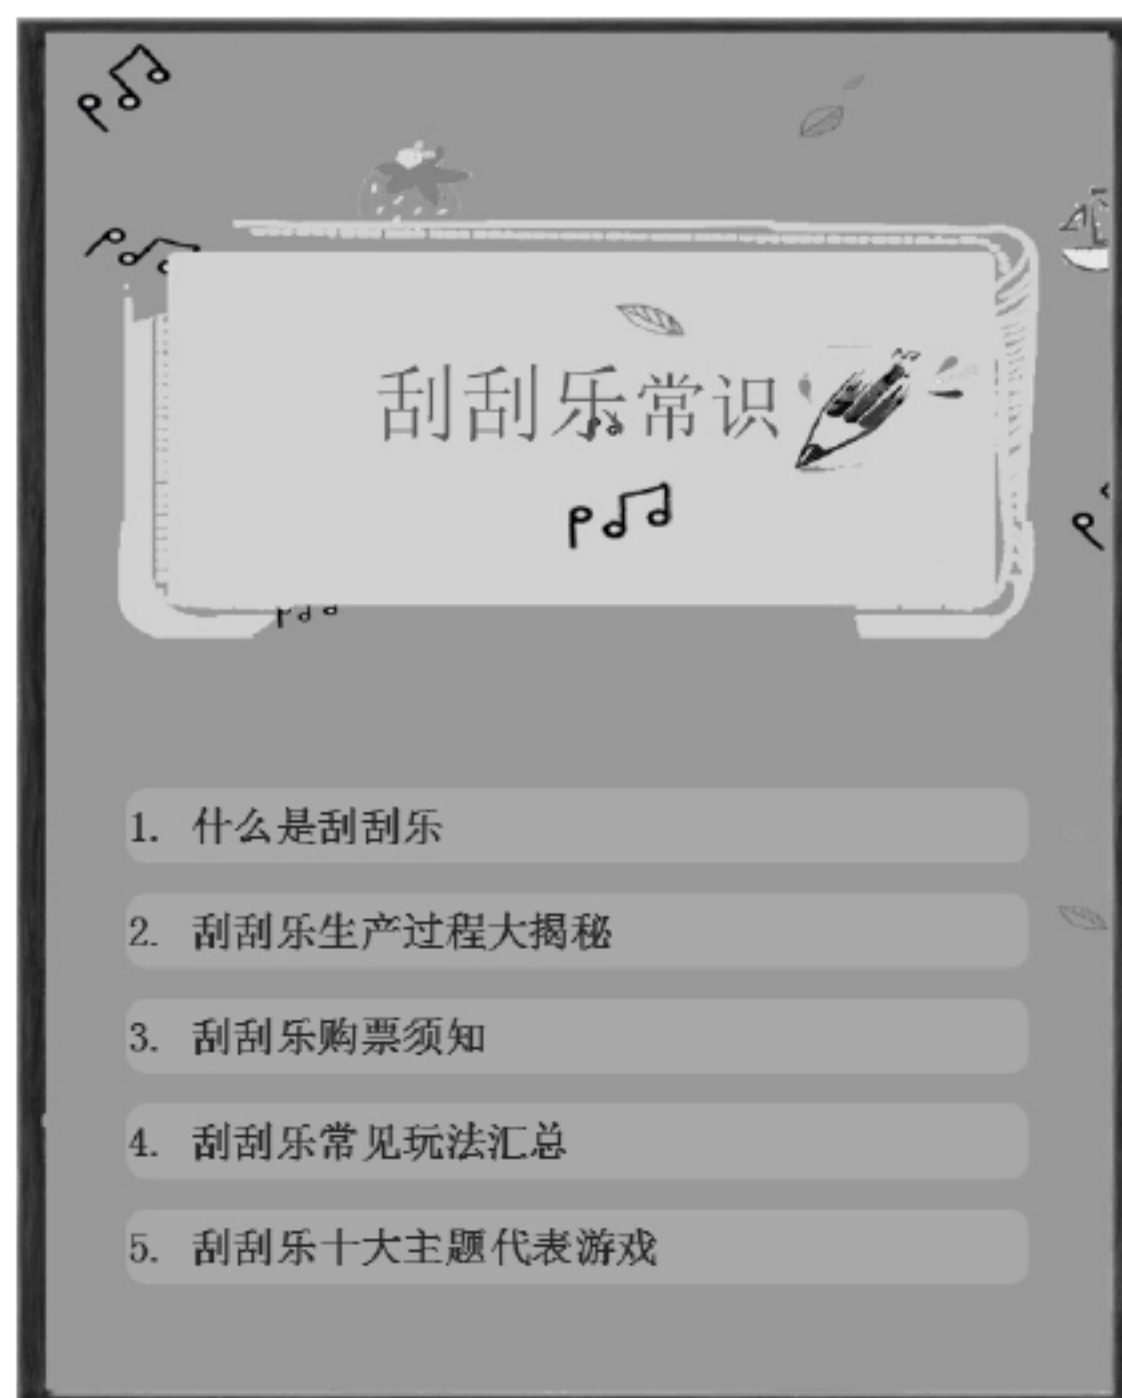 刮刮乐常识
1. 什么是刮刮乐
2. 刮刮乐生产过程大揭秘
3. 刮刮乐购票须知
4. 刮刮乐常见玩法汇总
5. 刮刮乐十大主题代表游戏